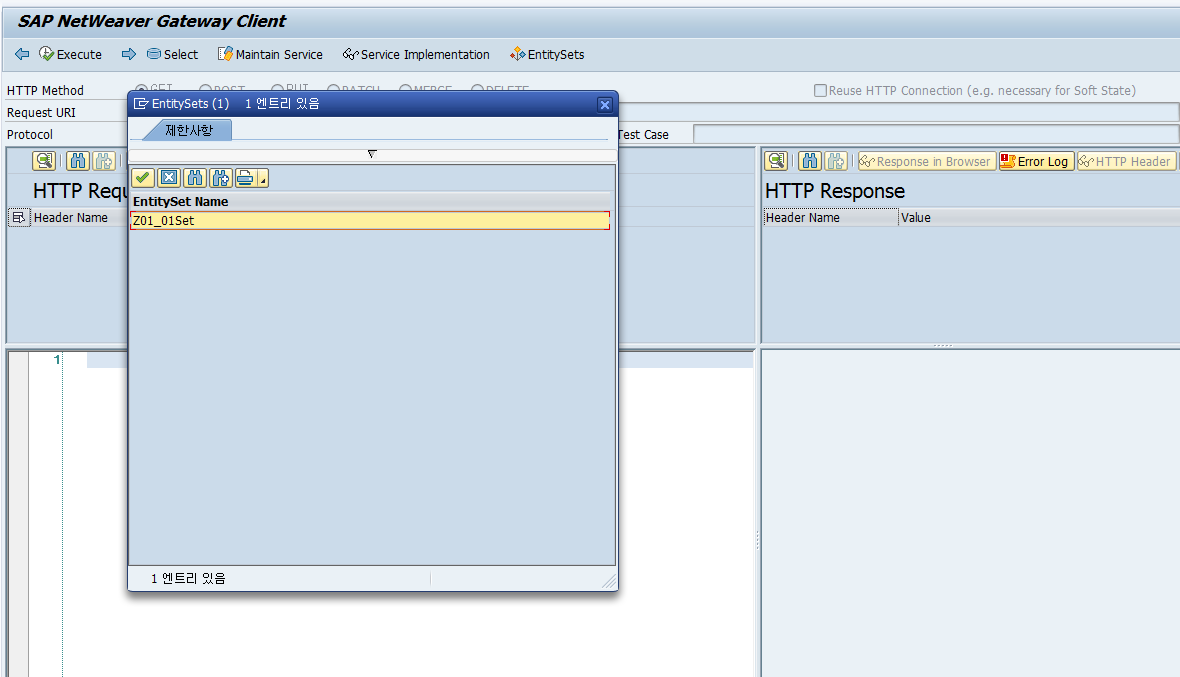 SAP NetWeaver Gateway Client
Execute Select Maintain Service Service Implementation EntitySets
HTTP Method GET POST PUT PATCH MERGE DELETE Reuse HTTP Connection (e.g. necessary for Soft State)
Request URI
Protocol Test Case
EntitySets (1) 1 엔트리 있음
제한사항
EntitySet Name
Z01_01Set
1 엔트리 있음
HTTP Requ
Header Name
1
Response in Browser Error Log HTTP Header
HTTP Response
Header Name Value